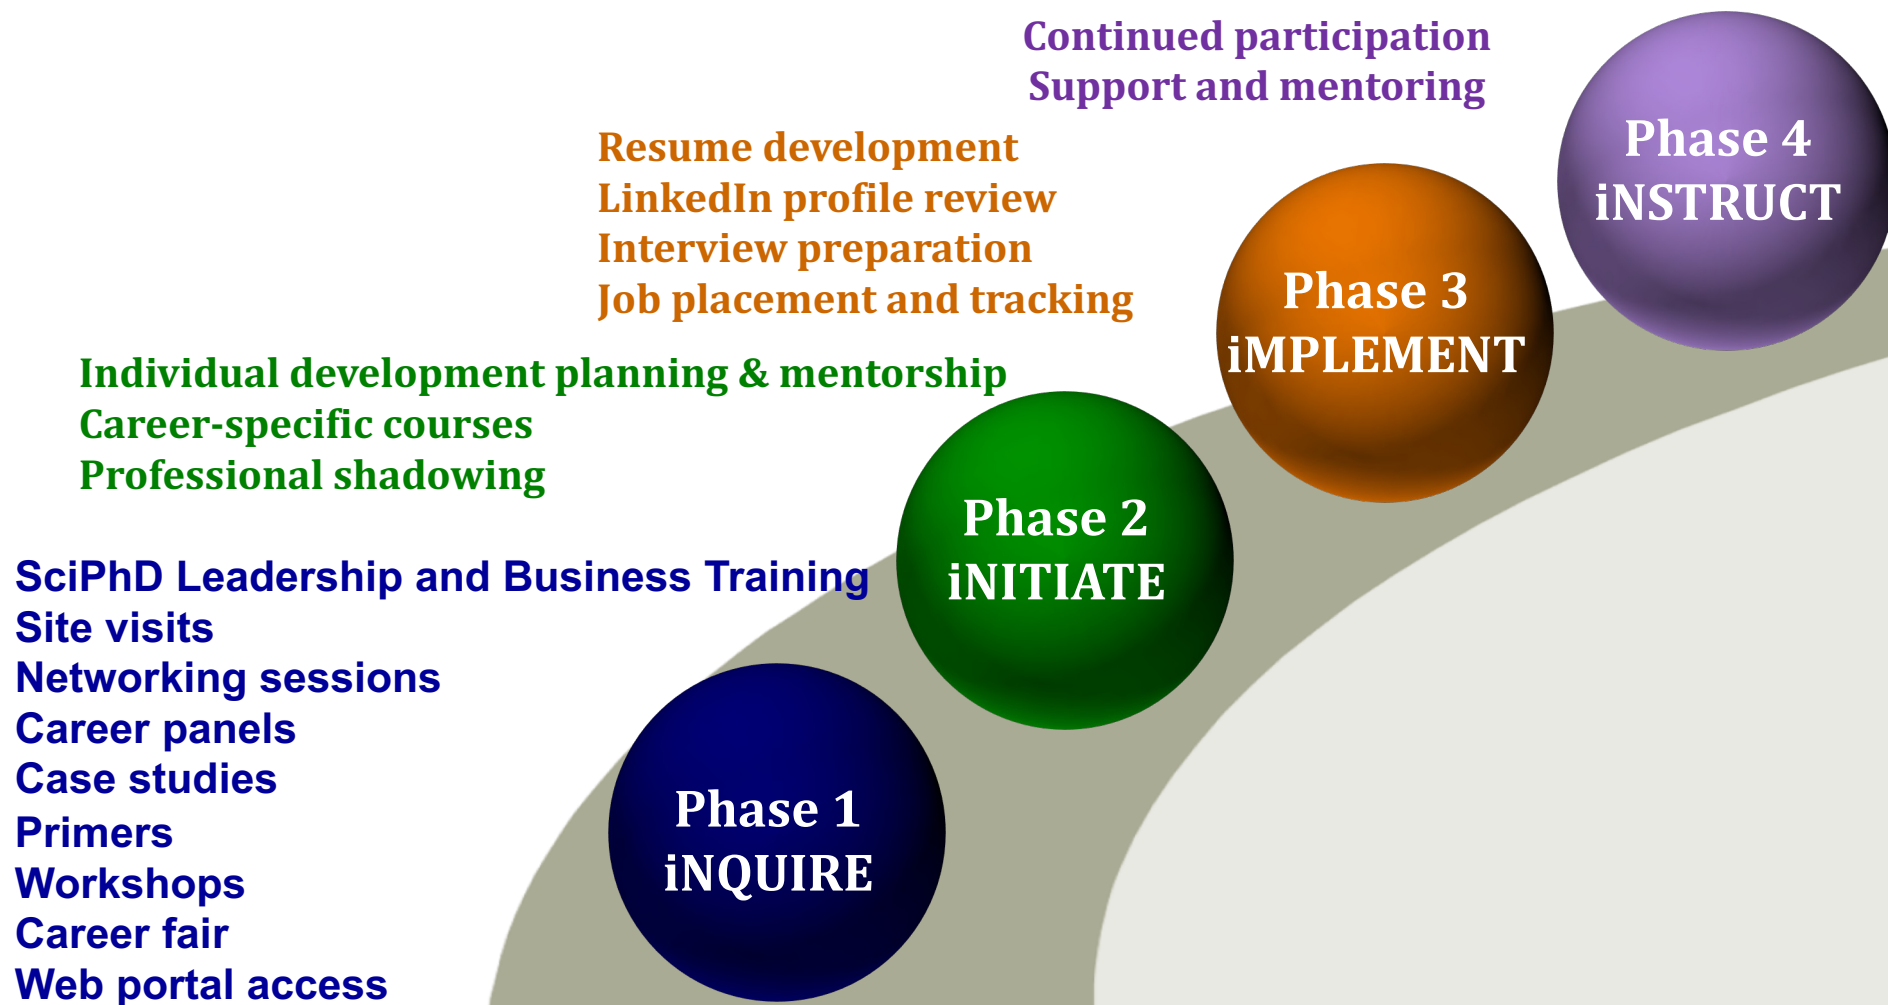 Continued participation
Support and mentoring
Phase 4
iNSTRUCT
Resume development
LinkedIn profile review
Interview preparation
Job placement and tracking
Phase 3
iMPLEMENT
Individual development planning & mentorship
Career-specific courses
Professional shadowing
Phase 2
iNITIATE
SciPhD Leadership and Business Training
Site visits
Networking sessions
Career panels
Case studies
Primers
Workshops
Career fair
Web portal access
Phase 1
iNQUIRE